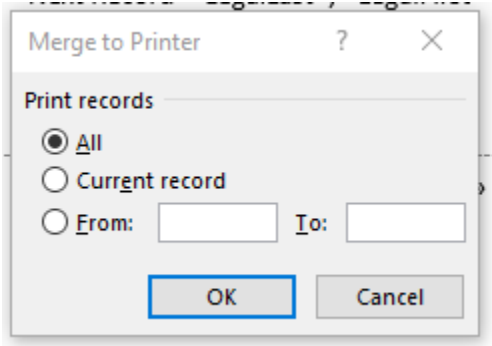 Merge to Printer ? ×
Print records
All
Current record
From: To:
OK Cancel
»